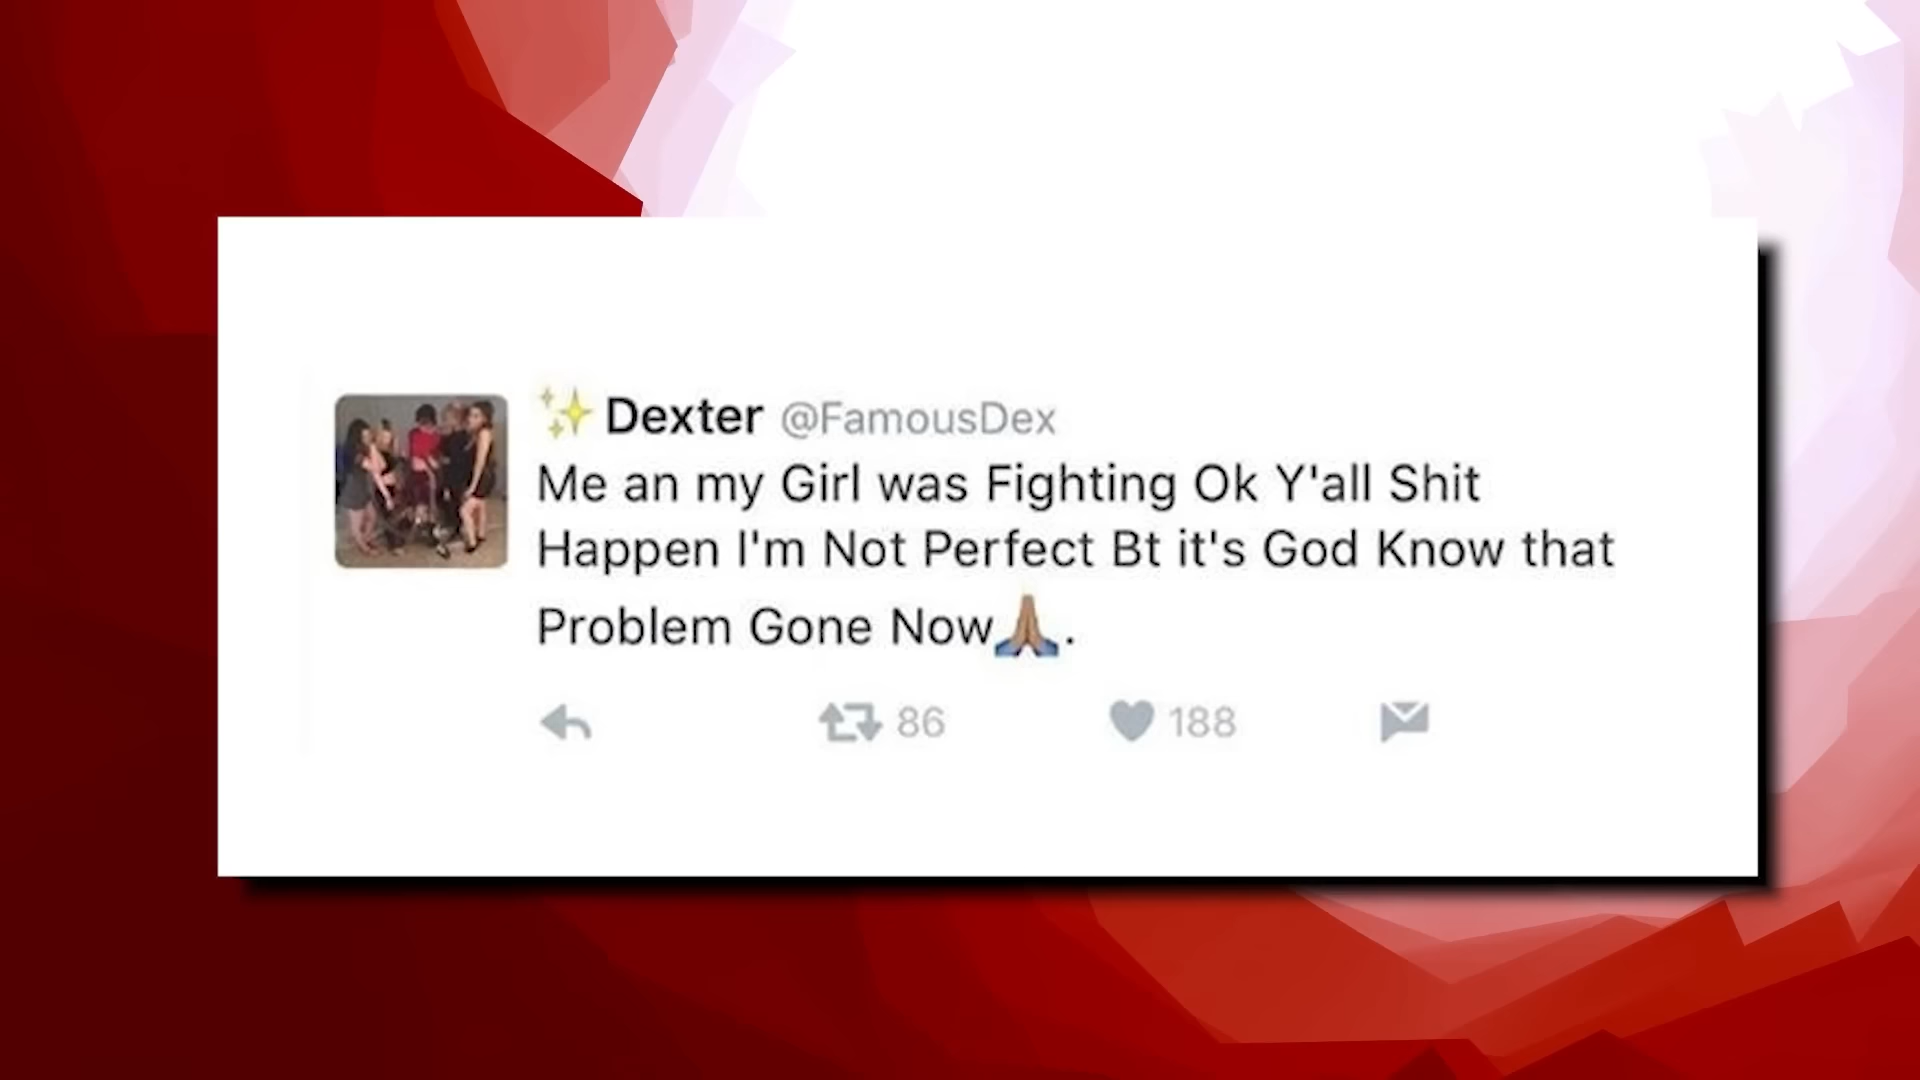 ✨Dexter @FamousDex
Me an my Girl was Fighting Ok Y'all Shit
Happen I'm Not Perfect Bt it's God Know that
Problem Gone Now🙏🏽.
86 188